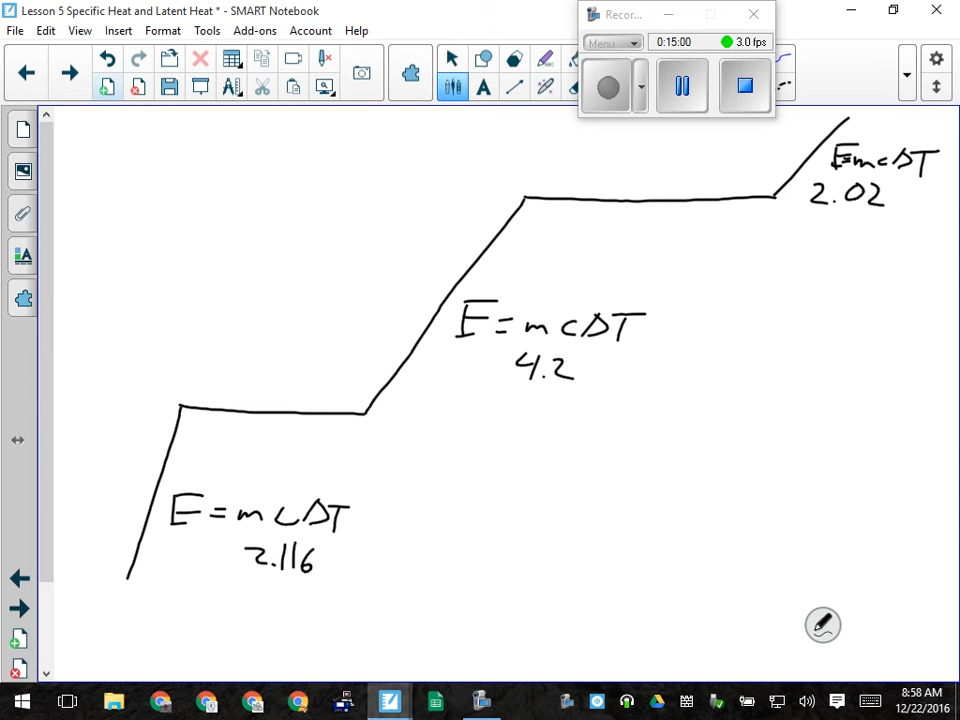 Lesson 5 Specific Heat and Latent Heat * - SMART Notebook
Recor...
File Edit View Insert Format Tools Add-ons Account Help
Menu
0:15:00
3.0 fps
A
A
E=mcΔT
2.02
E=mcΔT
4.2
E=mcΔT
2.116
8:58 AM
12/22/2016